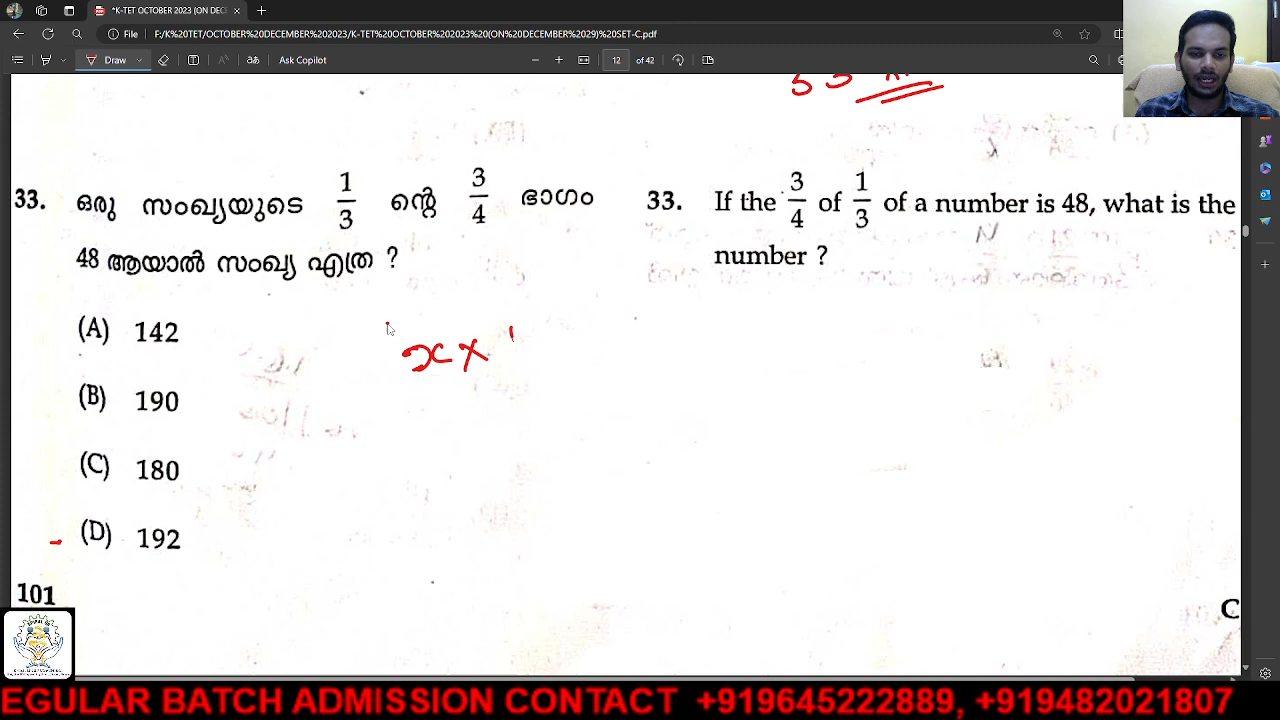 *K-TET OCTOBER 2023 (ON DEC
File F:/K%20TET/OCTOBER%20DECEMBER%202023/K-TET%20OCTOBER%202023%20(ON%20DECEMBER%2029)%20SET-C.pdf
Draw Ask Copilot 12 of 42
33. ഒരു സംഖ്യയുടെ 1/3 ന്റെ 3/4 ഭാഗം
48 ആയാൽ സംഖ്യ എത്ര ?
(A) 142
(B) 190
(C) 180
(D) 192
101
x ×
33. If the 3/4 of 1/3 of a number is 48, what is the
number ?
C
EGULAR BATCH ADMISSION CONTACT +919645222889, +919482021807